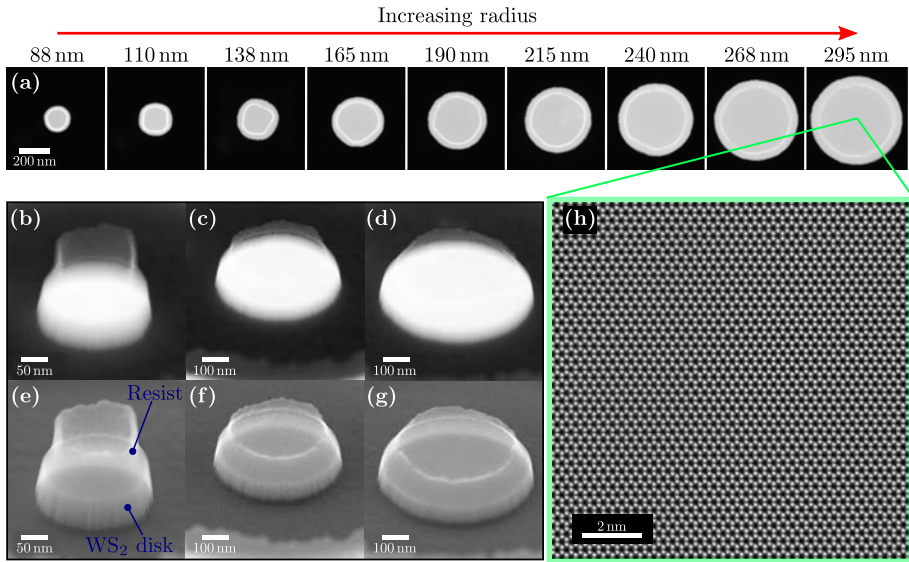 Increasing radius
88 nm 110 nm 138 nm 165 nm 190 nm 215 nm 240 nm 268 nm 295 nm
(a)
200 nm
(b) (c) (d) (h)
50 nm 100 nm 100 nm
(e) (f) (g)
Resist
WS₂ disk
50 nm 100 nm 100 nm
2 nm